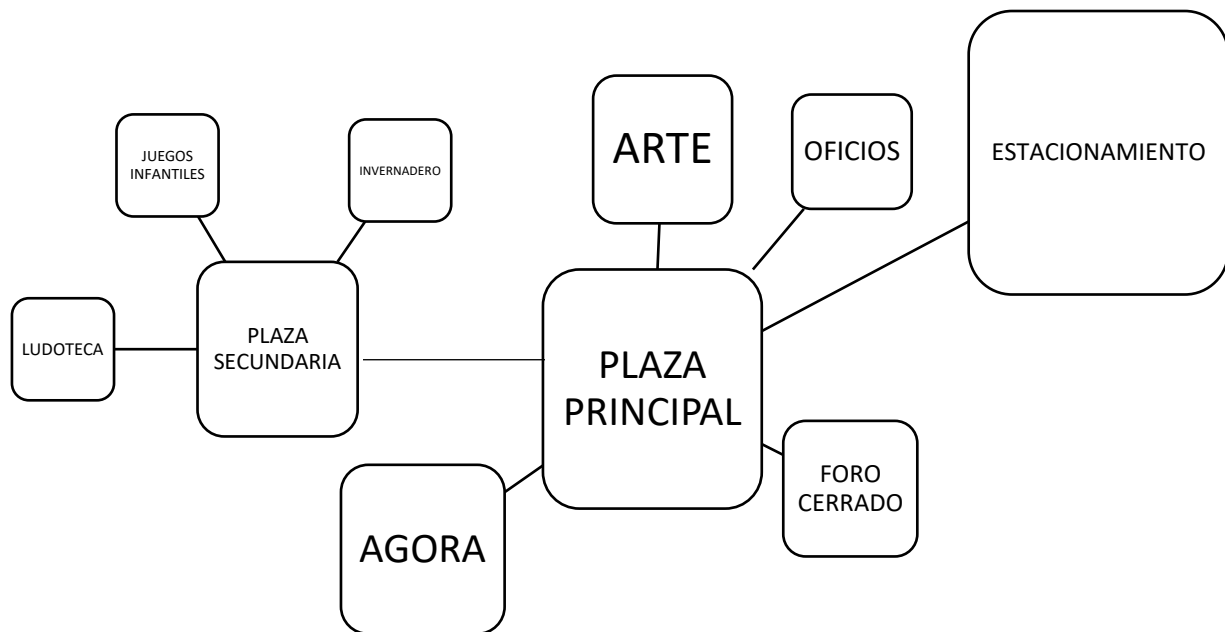 ARTE
OFICIOS
ESTACIONAMIENTO
JUEGOS
INFANTILES
INVERNADERO
LUDOTECA
PLAZA
SECUNDARIA
PLAZA
PRINCIPAL
FORO
CERRADO
AGORA